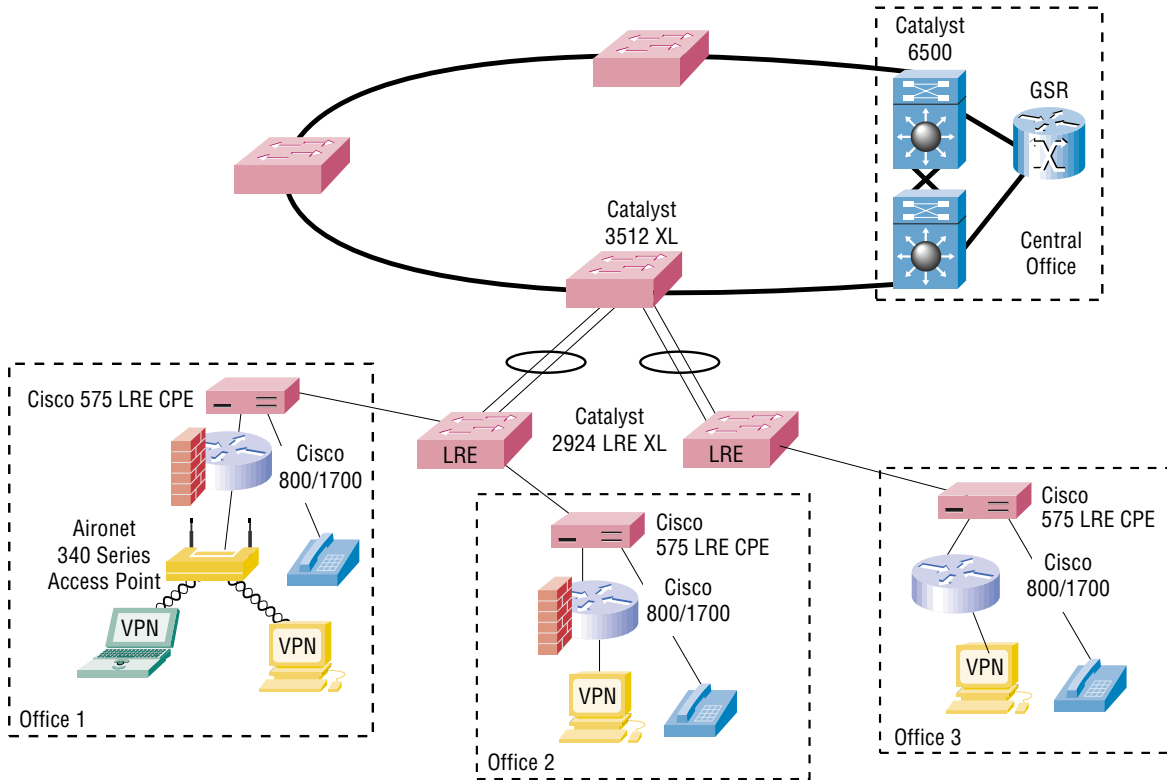 Catalyst
6500
GSR
Central
Office
Catalyst
3512 XL
Cisco 575 LRE CPE
Cisco
800/1700
Aironet
340 Series
Access Point
VPN
VPN
Office 1
LRE
Catalyst
2924 LRE XL
LRE
Cisco
575 LRE CPE
Cisco
800/1700
VPN
Office 2
Cisco
575 LRE CPE
Cisco
800/1700
VPN
Office 3